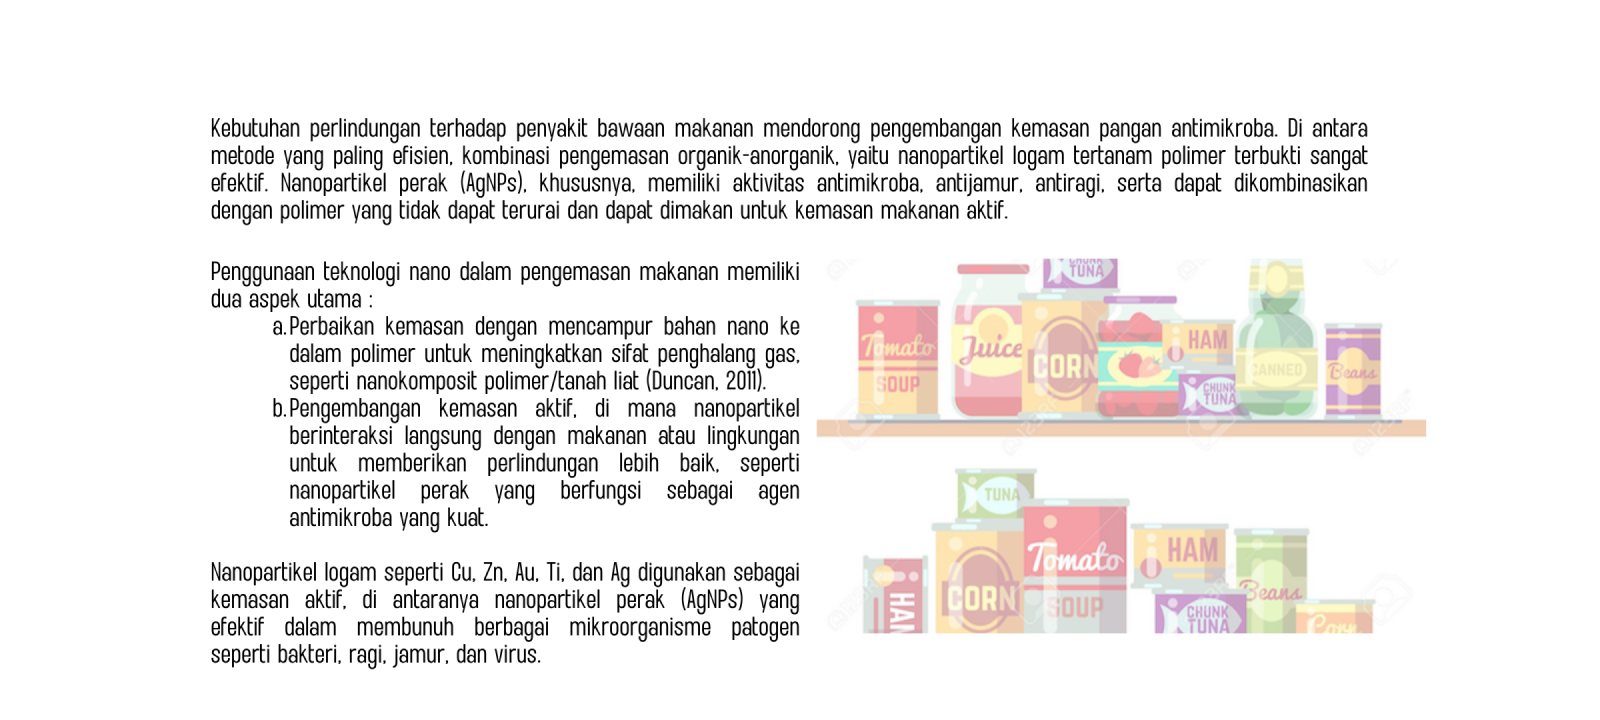 Kebutuhan perlindungan terhadap penyakit bawaan makanan mendorong pengembangan kemasan pangan antimikroba. Di antara
metode yang paling efisien, kombinasi pengemasan organik-anorganik, yaitu nanopartikel logam tertanam polimer terbukti sangat
efektif. Nanopartikel perak (AgNPs), khususnya, memiliki aktivitas antimikroba, antijamur, antiragi, serta dapat dikombinasikan
dengan polimer yang tidak dapat terurai dan dapat dimakan untuk kemasan makanan aktif.
Penggunaan teknologi nano dalam pengemasan makanan memiliki
dua aspek utama :
a. Perbaikan kemasan dengan mencampur bahan nano ke
dalam polimer untuk meningkatkan sifat penghalang gas,
seperti nanokomposit polimer/tanah liat (Duncan, 2011).
b. Pengembangan kemasan aktif, di mana nanopartikel
berinteraksi langsung dengan makanan atau lingkungan
untuk memberikan perlindungan lebih baik, seperti
nanopartikel perak yang berfungsi sebagai agen
antimikroba yang kuat.
Nanopartikel logam seperti Cu, Zn, Au, Ti, dan Ag digunakan sebagai
kemasan aktif, di antaranya nanopartikel perak (AgNPs) yang
efektif dalam membunuh berbagai mikroorganisme patogen
seperti bakteri, ragi, jamur, dan virus.
CHUNK
TUNA
Tomato
SOUP
Juice
CORN
HAM
CHUNK
TUNA
CANNED
Beans
TUNA
HAM
CORN
Tomato
SOUP
HAM
CHUNK
TUNA
Beans
Corn